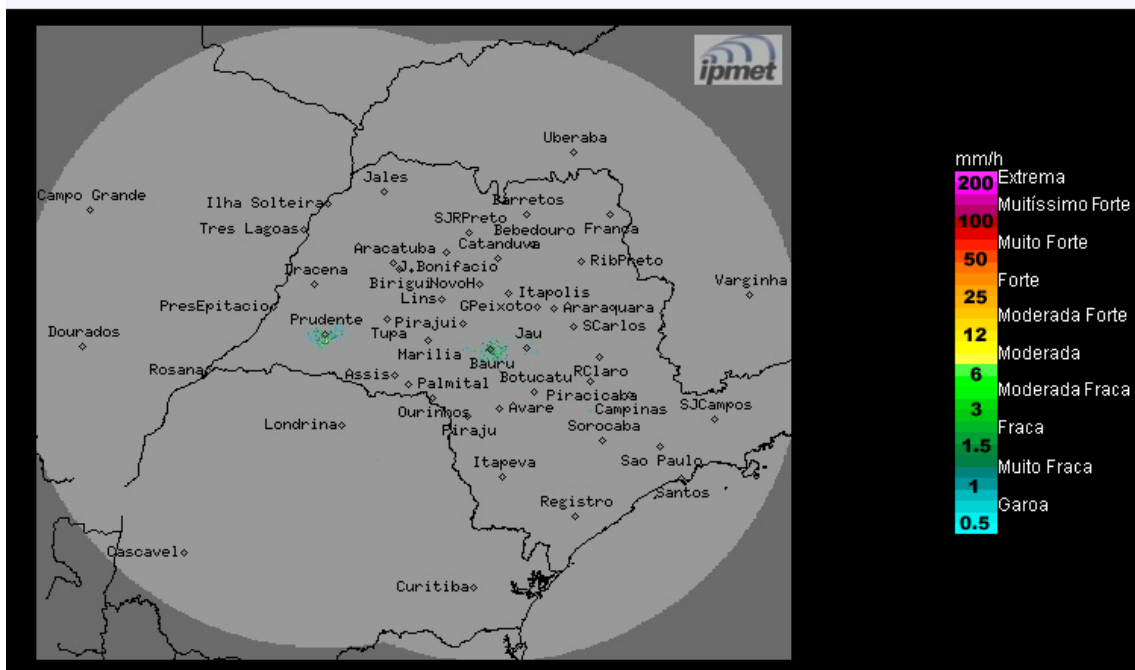 ipmet
Uberaba
Jales
Campo Grande
Ilha Solteira
Barretos
SJRPreto
Tres Lagoas
Bebedouro
Franca
Aracatuba
Catanduva
J.Bonifacio
RibPreto
Dracena
Birigui
NovoH
Varginha
Itapolis
Lins
PresEpitacio
GPeixoto
Araraquara
Prudente
Pirajui
SCarlos
Dourados
Tupa
Jau
Marilia
Bauru
Rosana
Assis
Botucatu
RClaro
Palmital
Piracicaba
Ourinhos
Avare
Campinas
SJCampos
Londrina
Piraju
Sorocaba
Itapeva
Sao Paulo
Santos
Registro
Cascavel
Curitiba
mm/h
200 Extrema
Muitíssimo Forte
100
Muito Forte
50
Forte
25
Moderada Forte
12
Moderada
6
Moderada Fraca
3
Fraca
1.5
Muito Fraca
1
Garoa
0.5